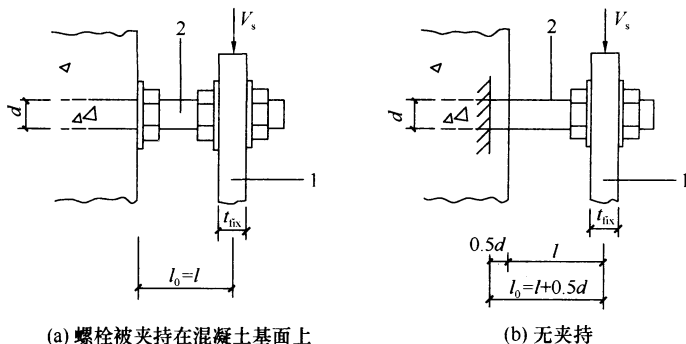 V_s
2
d
1
t_fix
l_0=l
(a) 螺栓被夹持在混凝土基面上
V_s
2
d
1
t_fix
0.5d
l
l_0=l+0.5d
(b) 无夹持